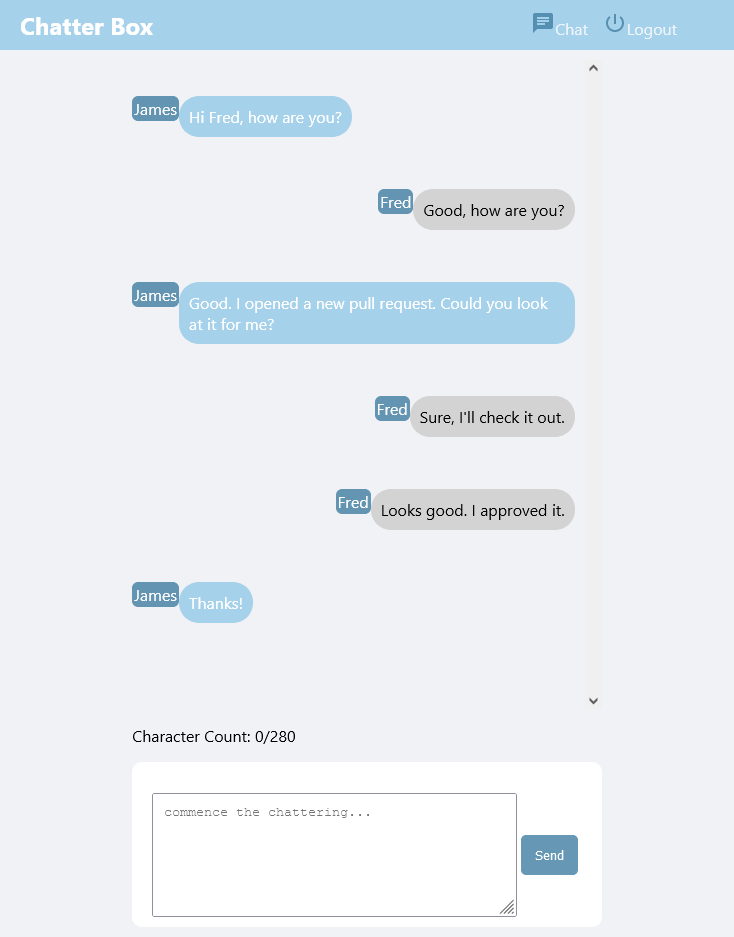 Chatter Box
Chat
Logout
James
Hi Fred, how are you?
Fred
Good, how are you?
James
Good. I opened a new pull request. Could you look
at it for me?
Fred
Sure, I'll check it out.
Fred
Looks good. I approved it.
James
Thanks!
Character Count: 0/280
commence the chattering...
Send